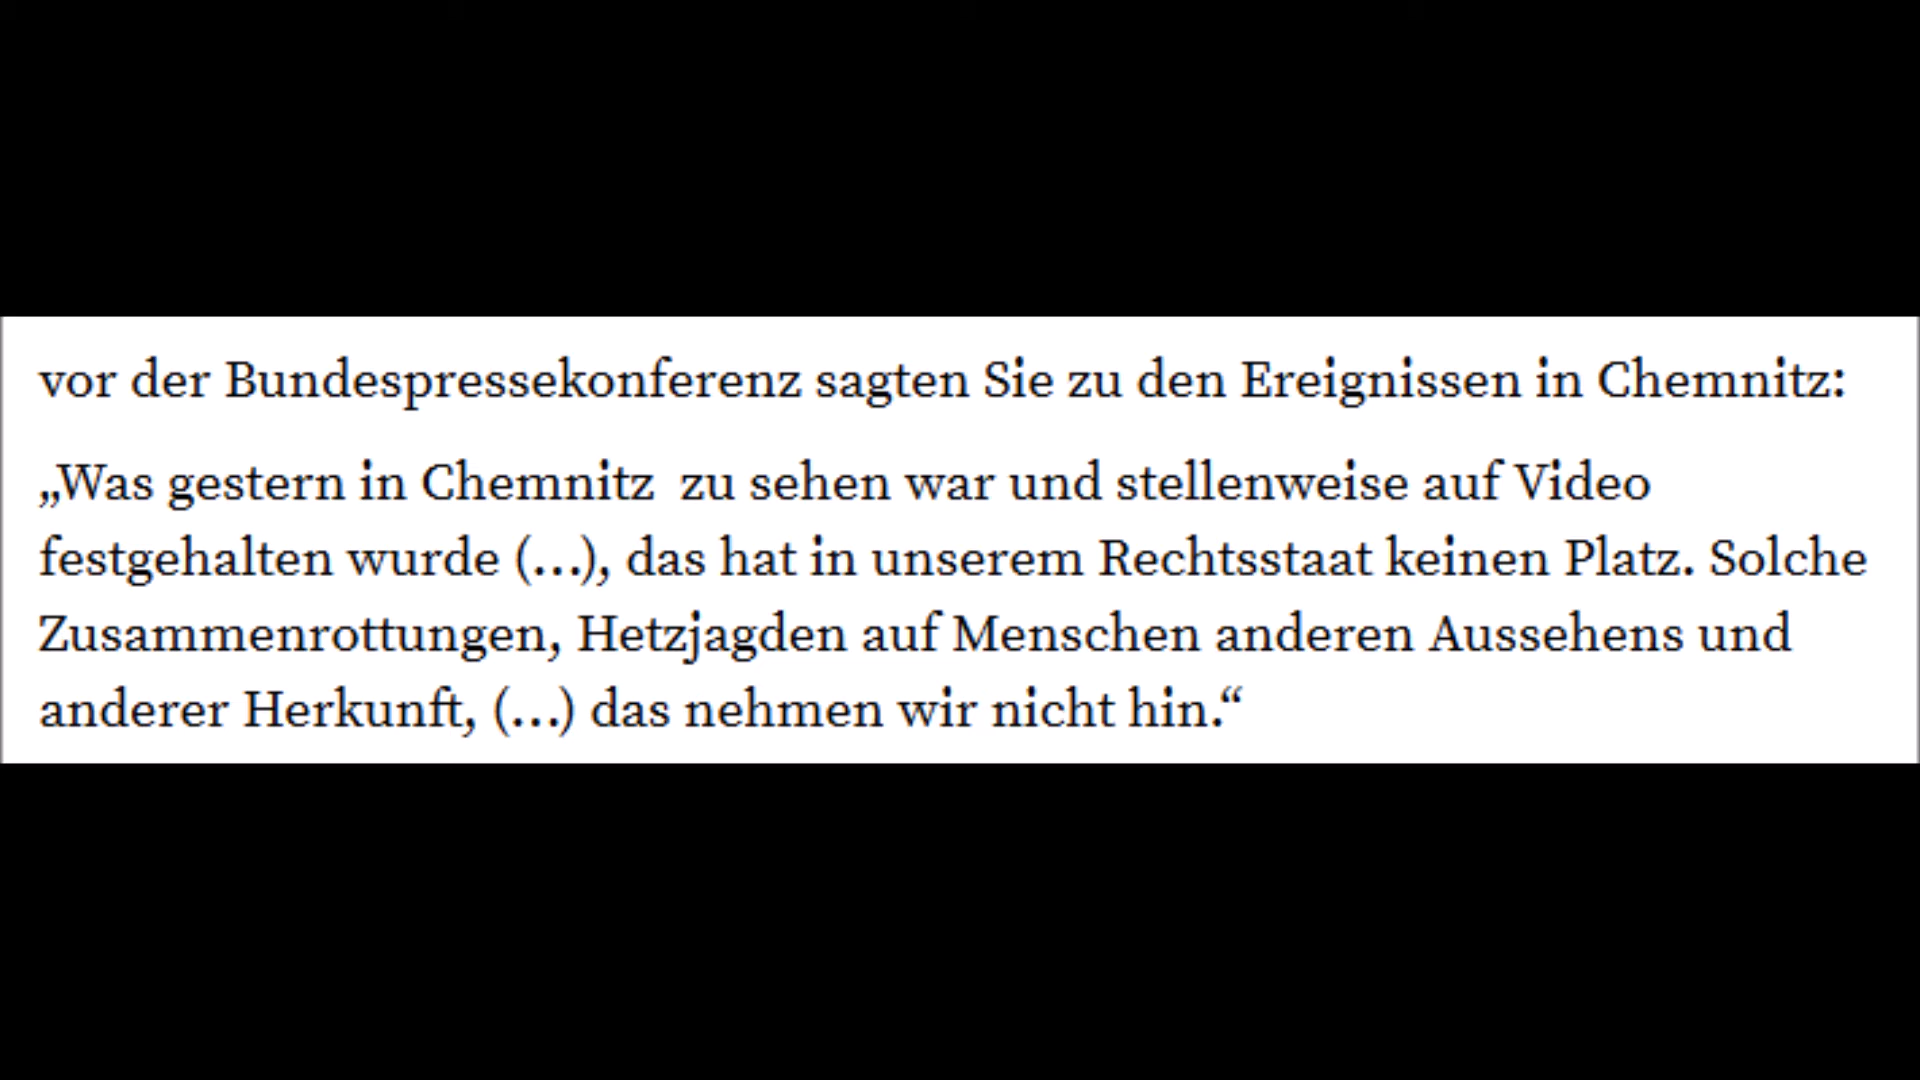 vor der Bundespressekonferenz sagten Sie zu den Ereignissen in Chemnitz:
„Was gestern in Chemnitz  zu sehen war und stellenweise auf Video
festgehalten wurde (…), das hat in unserem Rechtsstaat keinen Platz. Solche
Zusammenrottungen, Hetzjagden auf Menschen anderen Aussehens und
anderer Herkunft, (…) das nehmen wir nicht hin.“